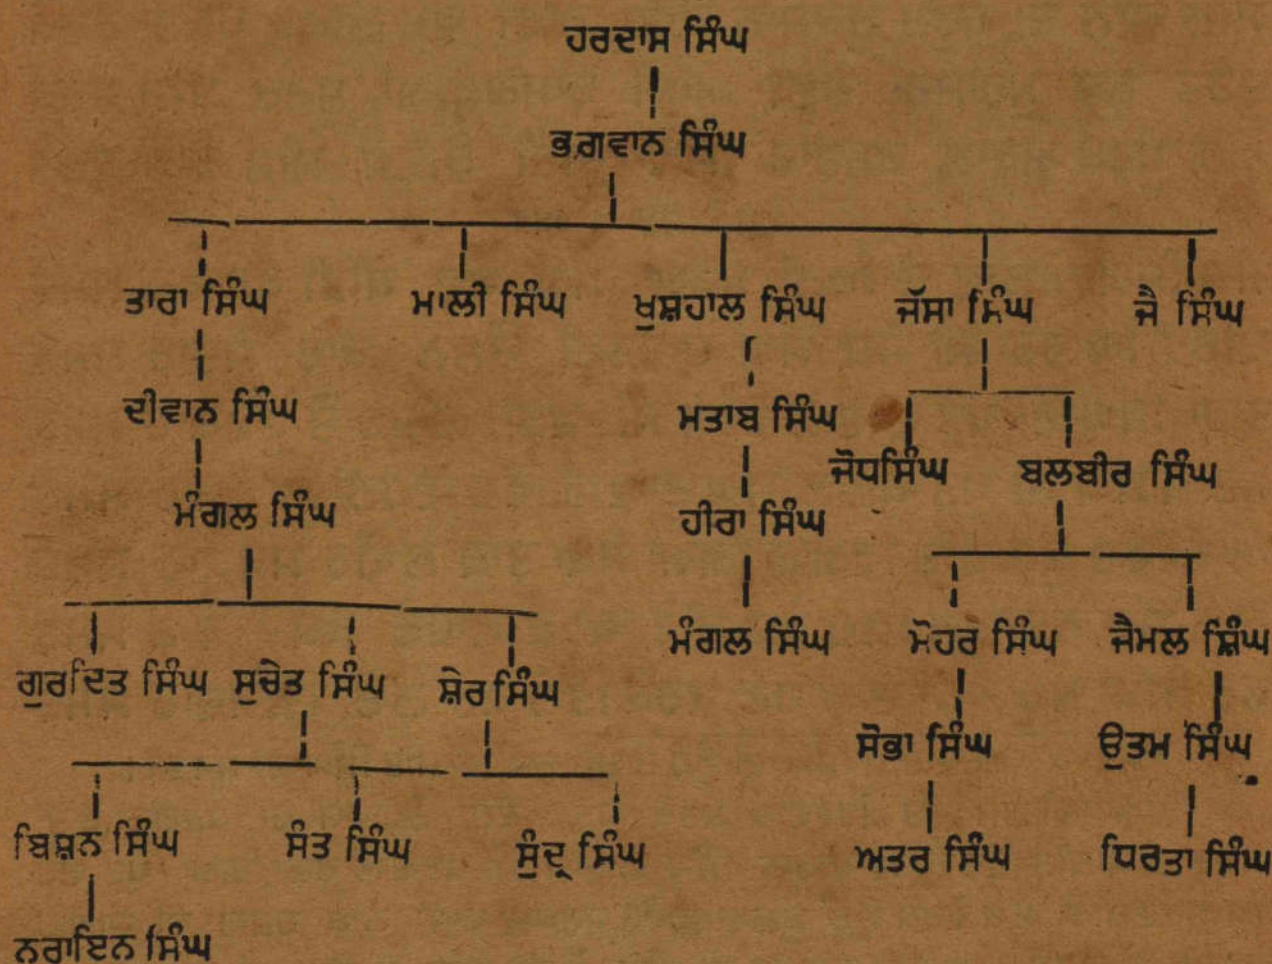 ਹਰਦਾਸ ਸਿੰਘ
ਭਗਵਾਨ ਸਿੰਘ
ਤਾਰਾ ਸਿੰਘ ਮਾਲੀ ਸਿੰਘ ਖੁਸ਼ਹਾਲ ਸਿੰਘ ਜੱਸਾ ਸਿੰਘ ਜੈ ਸਿੰਘ
ਦੀਵਾਨ ਸਿੰਘ ਮਤਾਬ ਸਿੰਘ
ਜੋਧਸਿੰਘ ਬਲਬੀਰ ਸਿੰਘ
ਮੰਗਲ ਸਿੰਘ ਹੀਰਾ ਸਿੰਘ
ਮੰਗਲ ਸਿੰਘ ਮੋਹਰ ਸਿੰਘ ਜੈਮਲ ਸ਼ਿੰਘ
ਗੁਰਦਿਤ ਸਿੰਘ ਸੁਚੇਤ ਸਿੰਘ ਸ਼ੇਰ ਸਿੰਘ
ਸੋਭਾ ਸਿੰਘ ਉਤਮ ਸਿੰਘ
ਬਿਸ਼ਨ ਸਿੰਘ ਸੰਤ ਸਿੰਘ ਸੁੰਦ੍ਰ ਸਿੰਘ ਅਤਰ ਸਿੰਘ ਧਿਰਤਾ ਸਿੰਘ
ਨਰਾਇਨ ਸਿੰਘ